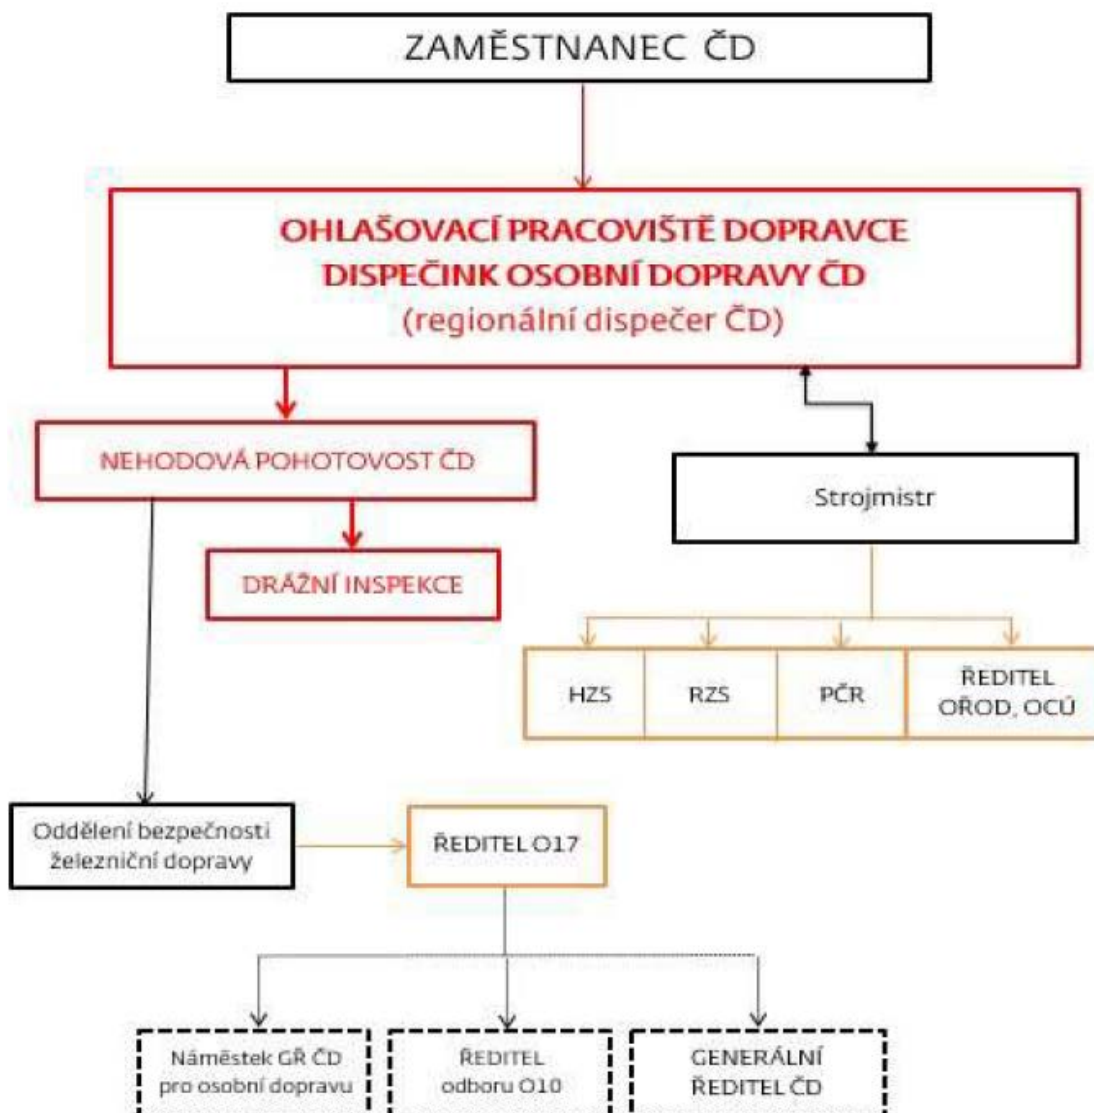 ZAMĚSTNANEC ČD
OHLAŠOVACÍ PRACOVIŠTĚ DOPRAVCE
DISPEČINK OSOBNÍ DOPRAVY ČD
(regionální dispečer ČD)
NEHODOVÁ POHOTOVOST ČD
Strojmistr
DRÁŽNÍ INSPEKCE
HZS
RZS
PČR
ŘEDITEL
OŘOD, OCÚ
Oddělení bezpečnosti
železniční dopravy
ŘEDITEL O17
Náměstek GŘ ČD
pro osobní dopravu
ŘEDITEL
odboru O10
GENERÁLNÍ
ŘEDITEL ČD